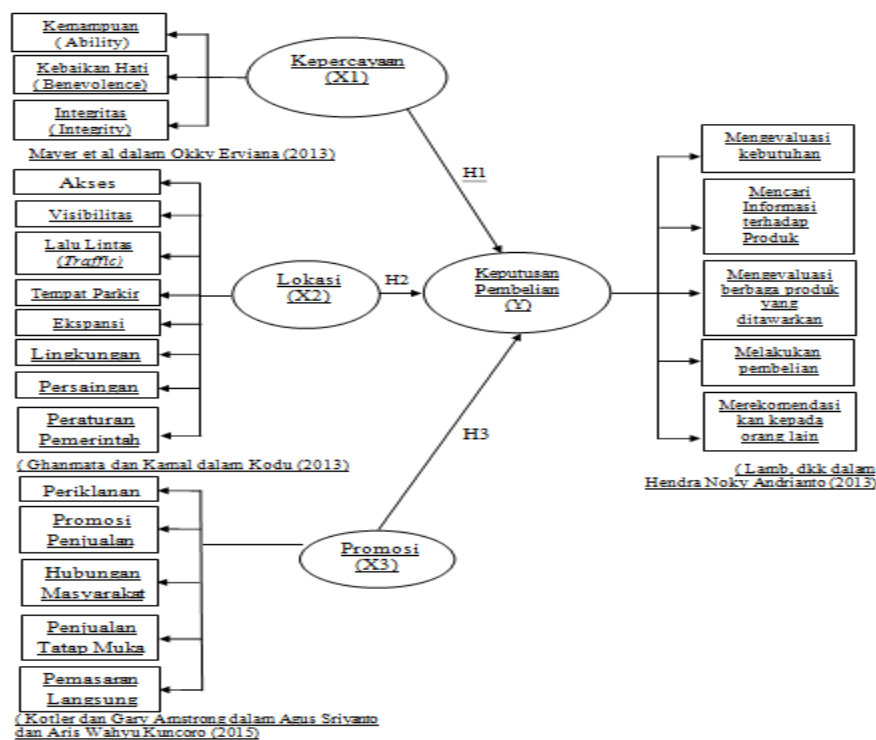 Kemampuan
( Ability)
Kebaikan Hati
( Benevolence)
Integritas
( Integrity)
Mayer et al dalam Okky Erviana (2013)
Kepercayaan
(X1)
H1
Akses
Visibilitas
Lalu Lintas
(Traffic)
Tempat Parkir
Ekspansi
Lingkungan
Persaingan
Peraturan
Pemerintah
( Ghanmata dan Kamal dalam Kodu (2013)
Lokasi
(X2)
H2
Keputusan
Pembelian
(Y)
Mengevaluasi
kebutuhan
Mencari
Informasi
terhadap
Produk
Mengevaluasi
berbaga produk
yang
ditawarkan
Melakukan
pembelian
Merekomendasi
kan kepada
orang lain
( Lamb, dkk dalam
Hendra Noky Andrianto (2013)
H3
Periklanan
Promosi
Penjualan
Hubungan
Masyarakat
Penjualan
Tatap Muka
Pemasaran
Langsung
( Kotler dan Gary Amstrong dalam Agus Sriyanto
dan Aris Wahyu Kuncoro (2015)
Promosi
(X3)